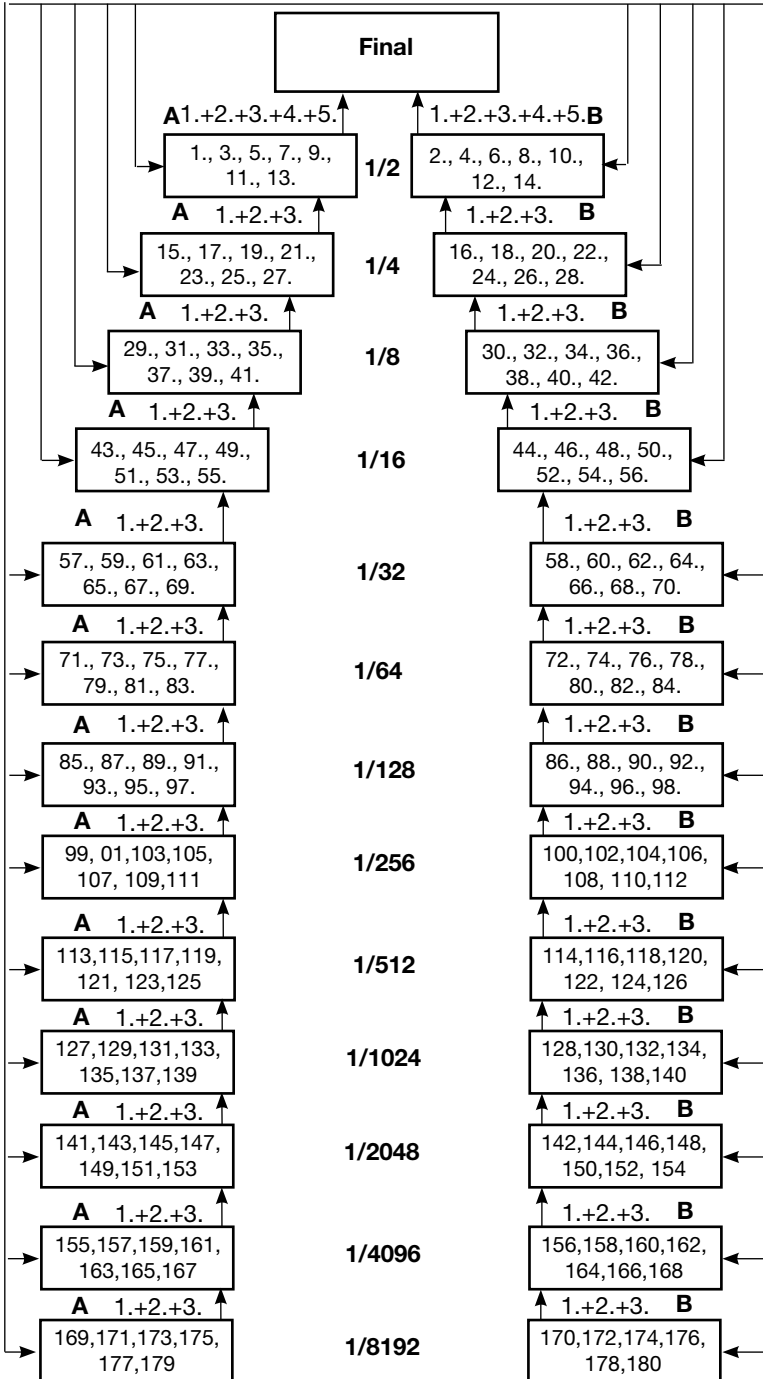 Final
A 1.+2.+3.+4.+5. 1.+2.+3.+4.+5. B
1., 3., 5., 7., 9., 1/2 2., 4., 6., 8., 10.,
11., 13. 12., 14.
A 1.+2.+3. 1.+2.+3. B
15., 17., 19., 21., 1/4 16., 18., 20., 22.,
23., 25., 27. 24., 26., 28.
A 1.+2.+3. 1.+2.+3. B
29., 31., 33., 35., 1/8 30., 32., 34., 36.,
37., 39., 41. 38., 40., 42.
A 1.+2.+3. 1.+2.+3. B
43., 45., 47., 49., 1/16 44., 46., 48., 50.,
51., 53., 55. 52., 54., 56.
A 1.+2.+3. 1.+2.+3. B
57., 59., 61., 63., 1/32 58., 60., 62., 64.,
65., 67., 69. 66., 68., 70.
A 1.+2.+3. 1.+2.+3. B
71., 73., 75., 77., 1/64 72., 74., 76., 78.,
79., 81., 83. 80., 82., 84.
A 1.+2.+3. 1.+2.+3. B
85., 87., 89., 91., 1/128 86., 88., 90., 92.,
93., 95., 97. 94., 96., 98.
A 1.+2.+3. 1.+2.+3. B
99, 01,103,105, 1/256 100,102,104,106,
107, 109,111 108, 110,112
A 1.+2.+3. 1.+2.+3. B
113,115,117,119, 1/512 114,116,118,120,
121, 123,125 122, 124,126
A 1.+2.+3. 1.+2.+3. B
127,129,131,133, 1/1024 128,130,132,134,
135,137,139 136, 138,140
A 1.+2.+3. 1.+2.+3. B
141,143,145,147, 1/2048 142,144,146,148,
149,151,153 150,152, 154
A 1.+2.+3. 1.+2.+3. B
155,157,159,161, 1/4096 156,158,160,162,
163,165,167 164,166,168
A 1.+2.+3. 1.+2.+3. B
169,171,173,175, 1/8192 170,172,174,176,
177,179 178,180